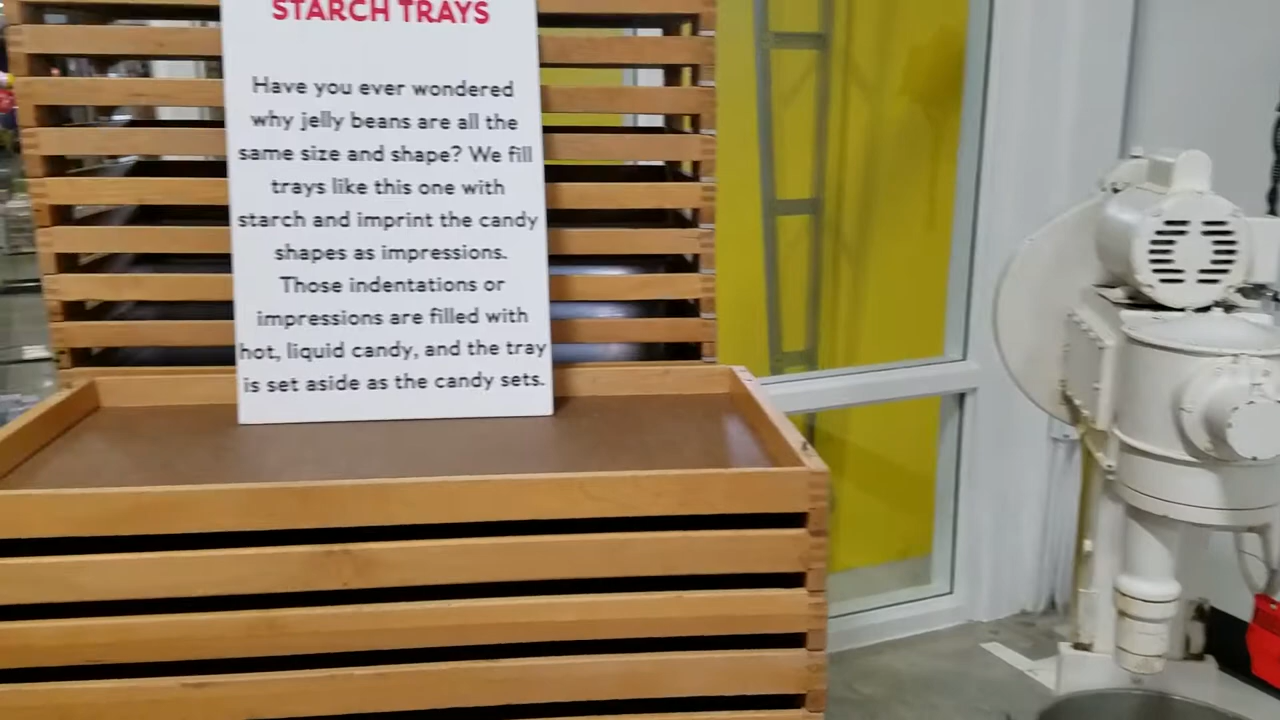 STARCH TRAYS
Have you ever wondered
why jelly beans are all the
same size and shape? We fill
trays like this one with
starch and imprint the candy
shapes as impressions.
Those indentations or
impressions are filled with
hot, liquid candy, and the tray
is set aside as the candy sets.